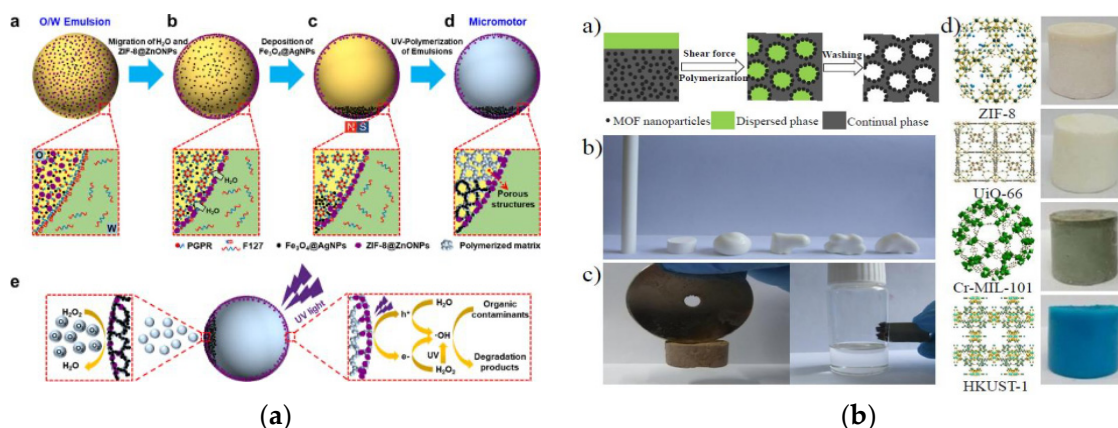 a
O/W Emulsion
Migration of H₂O and
ZIF-8@ZnONPs
b
Deposition of
Fe₃O₄@AgNPs
c
UV-Polymerization
of Emulsions
d
Micromotor
N S
O
W
H₂O
H₂O
Porous
structures
PGPR
F127
Fe₃O₄@AgNPs
ZIF-8@ZnONPs
Polymerized matrix
e
H₂O₂
H₂O
UV light
h⁺
e-
H₂O
·OH
UV
H₂O₂
Organic
contaminants
Degradation
products
(a)
a)
Shear force
Polymerization
Washing
MOF nanoparticles
Dispersed phase
Continual phase
b)
c)
d)
ZIF-8
UiO-66
Cr-MIL-101
HKUST-1
(b)